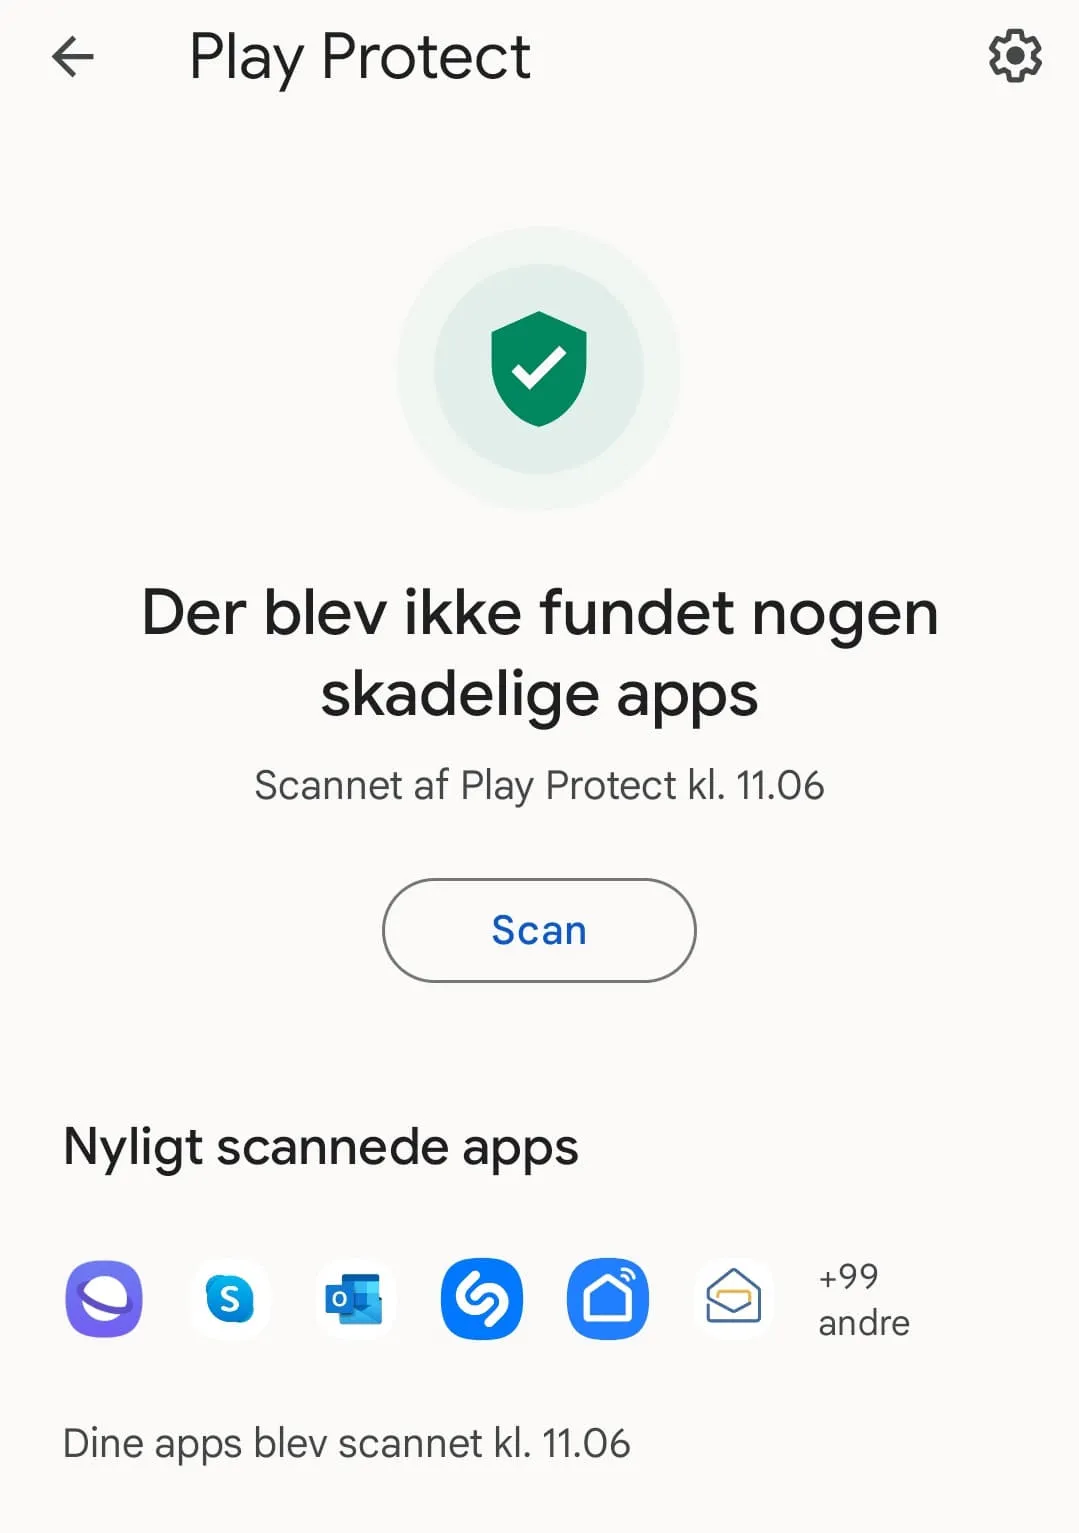 Play Protect
Der blev ikke fundet nogen
skadelige apps
Scannet af Play Protect kl. 11.06
Scan
Nyligt scannede apps
S
O
+99
andre
Dine apps blev scannet kl. 11.06